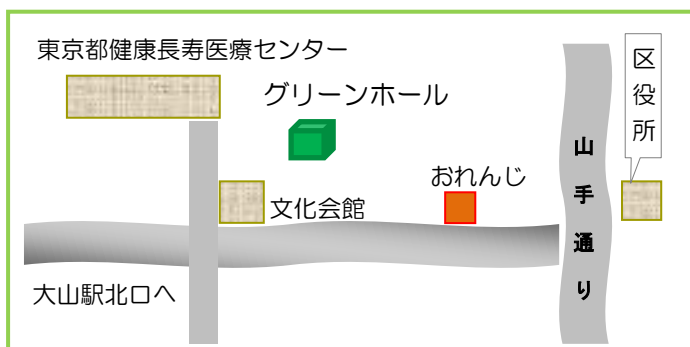 東京都健康長寿医療センター
グリーンホール
区役所
山手通り
おれんじ
文化会館
大山駅北口へ